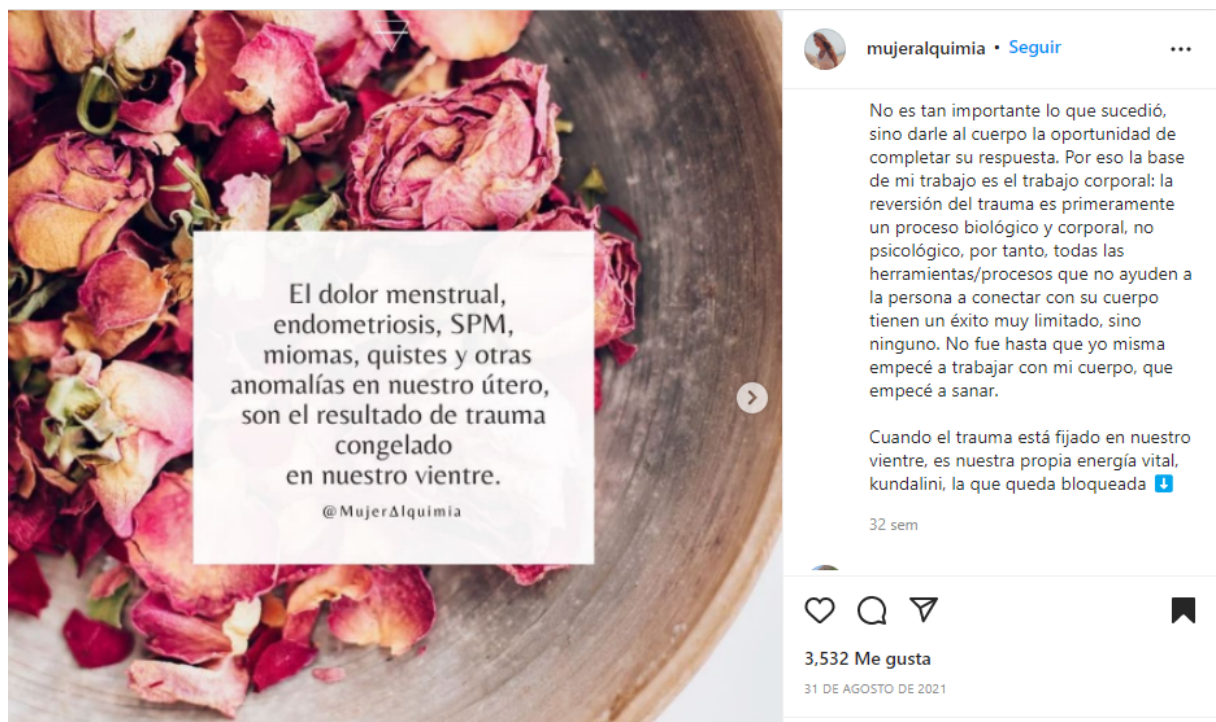 El dolor menstrual,
endometriosis, SPM,
miomas, quistes y otras
anomalías en nuestro útero,
son el resultado de trauma
congelado
en nuestro vientre.
@MujerΔlquimia
mujeralquimia • Seguir
No es tan importante lo que sucedió,
sino darle al cuerpo la oportunidad de
completar su respuesta. Por eso la base
de mi trabajo es el trabajo corporal: la
reversión del trauma es primeramente
un proceso biológico y corporal, no
psicológico, por tanto, todas las
herramientas/procesos que no ayuden a
la persona a conectar con su cuerpo
tienen un éxito muy limitado, sino
ninguno. No fue hasta que yo misma
empecé a trabajar con mi cuerpo, que
empecé a sanar.
Cuando el trauma está fijado en nuestro
vientre, es nuestra propia energía vital,
kundalini, la que queda bloqueada ⬇️
32 sem
3,532 Me gusta
31 DE AGOSTO DE 2021